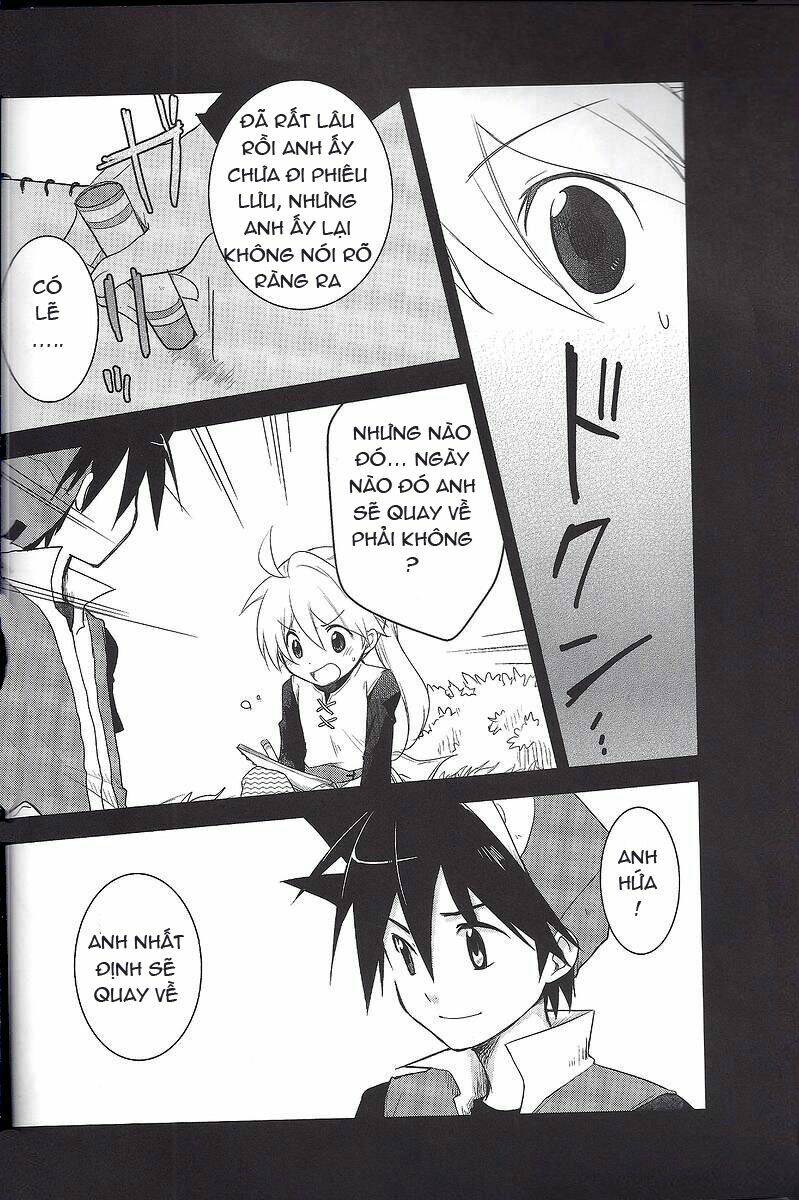 ドクン
ĐÃ RẤT LÂU
RỒI ANH ẤY
CHƯA ĐI PHIÊU
LƯU, NHƯNG
ANH ẤY LẠI
KHÔNG NÓI RÕ
RÀNG RA
CÓ
LẼ
.....
NHƯNG NÀO
ĐÓ... NGÀY
NÀO ĐÓ ANH
SẼ QUAY VỀ
PHẢI KHÔNG
?
ANH
HỨA
!
ANH NHẤT
ĐỊNH SẼ
QUAY VỀ